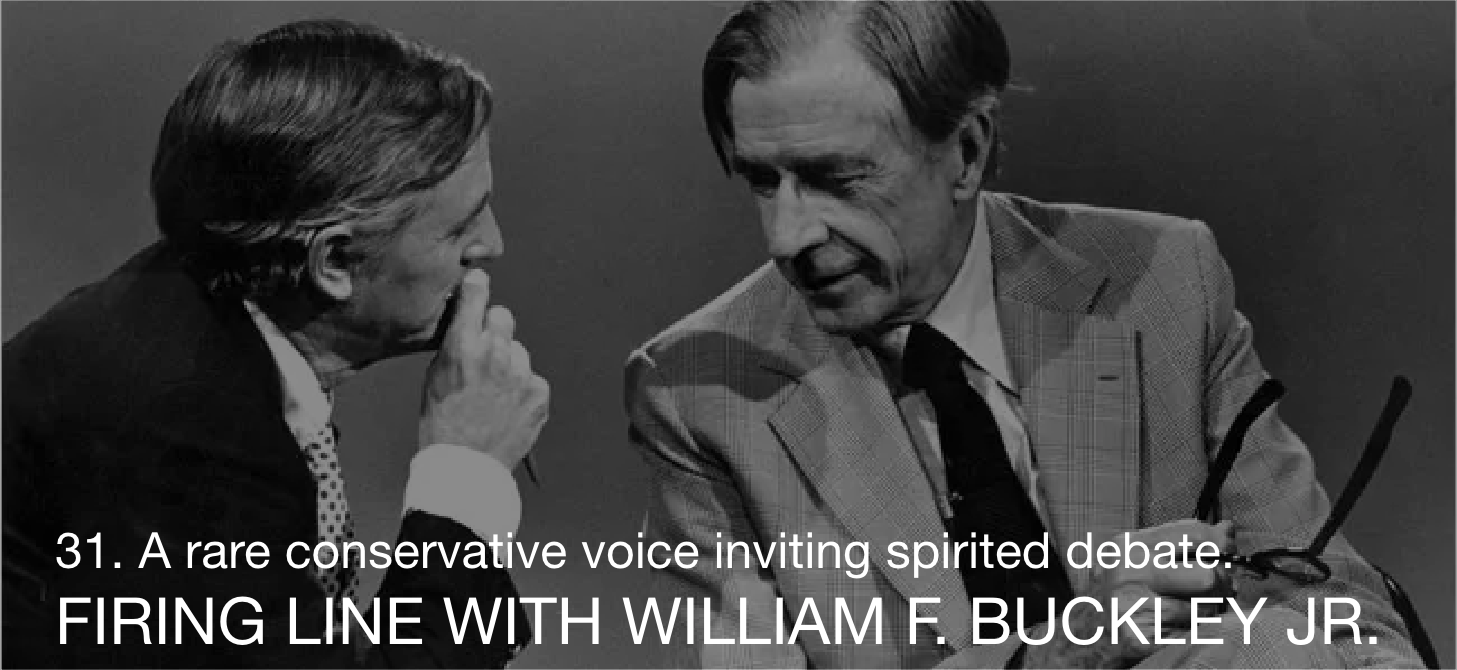 31. A rare conservative voice inviting spirited debate.
FIRING LINE WITH WILLIAM F. BUCKLEY JR.